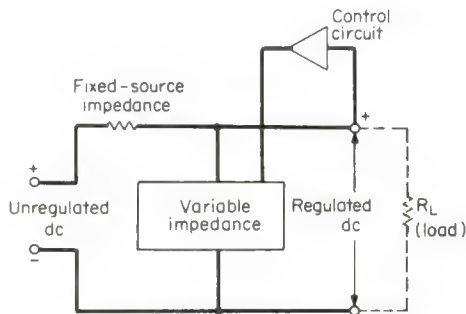 Control
circuit
Fixed-source
impedance
+
+
Unregulated
dc
Variable
impedance
Regulated
dc
R_L
(load)
−